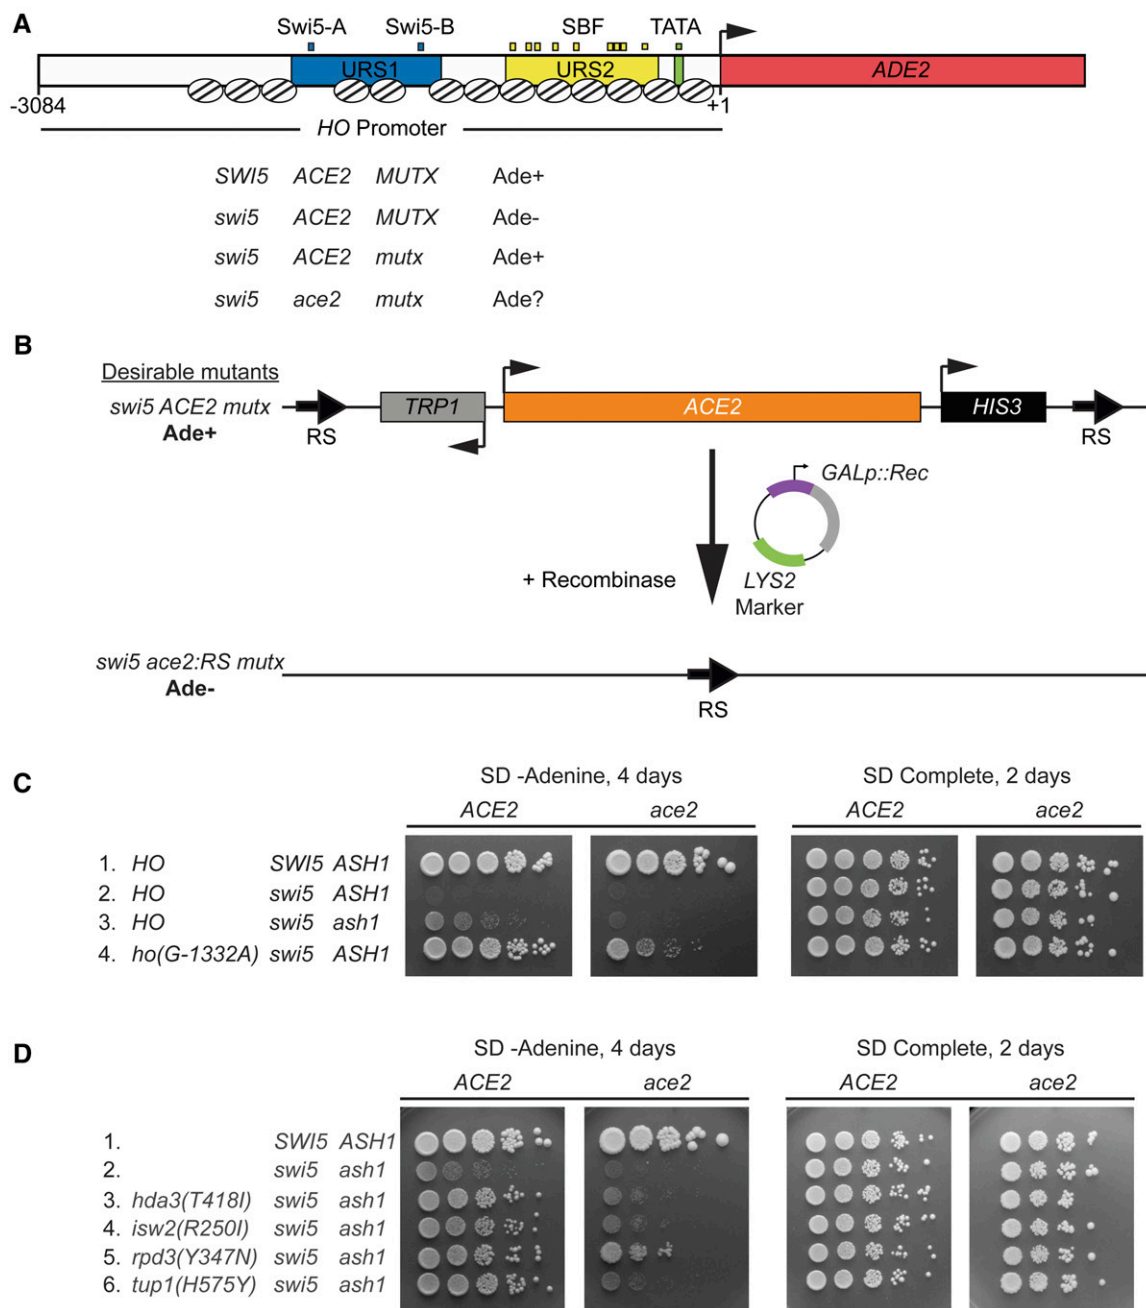 A
Swi5-A Swi5-B SBF TATA
URS1 URS2 ADE2
-3084 +1
HO Promoter
SWI5 ACE2 MUTX Ade+
swi5 ACE2 MUTX Ade-
swi5 ACE2 mutx Ade+
swi5 ace2 mutx Ade?
B
Desirable mutants
swi5 ACE2 mutx
Ade+
RS TRP1 ACE2 HIS3 RS
GALp::Rec
+ Recombinase
LYS2
Marker
swi5 ace2:RS mutx
Ade-
RS
C
SD -Adenine, 4 days SD Complete, 2 days
ACE2 ace2 ACE2 ace2
1. HO SWI5 ASH1
2. HO swi5 ASH1
3. HO swi5 ash1
4. ho(G-1332A) swi5 ASH1
D
SD -Adenine, 4 days SD Complete, 2 days
ACE2 ace2 ACE2 ace2
1. SWI5 ASH1
2. swi5 ash1
3. hda3(T418I) swi5 ash1
4. isw2(R250I) swi5 ash1
5. rpd3(Y347N) swi5 ash1
6. tup1(H575Y) swi5 ash1